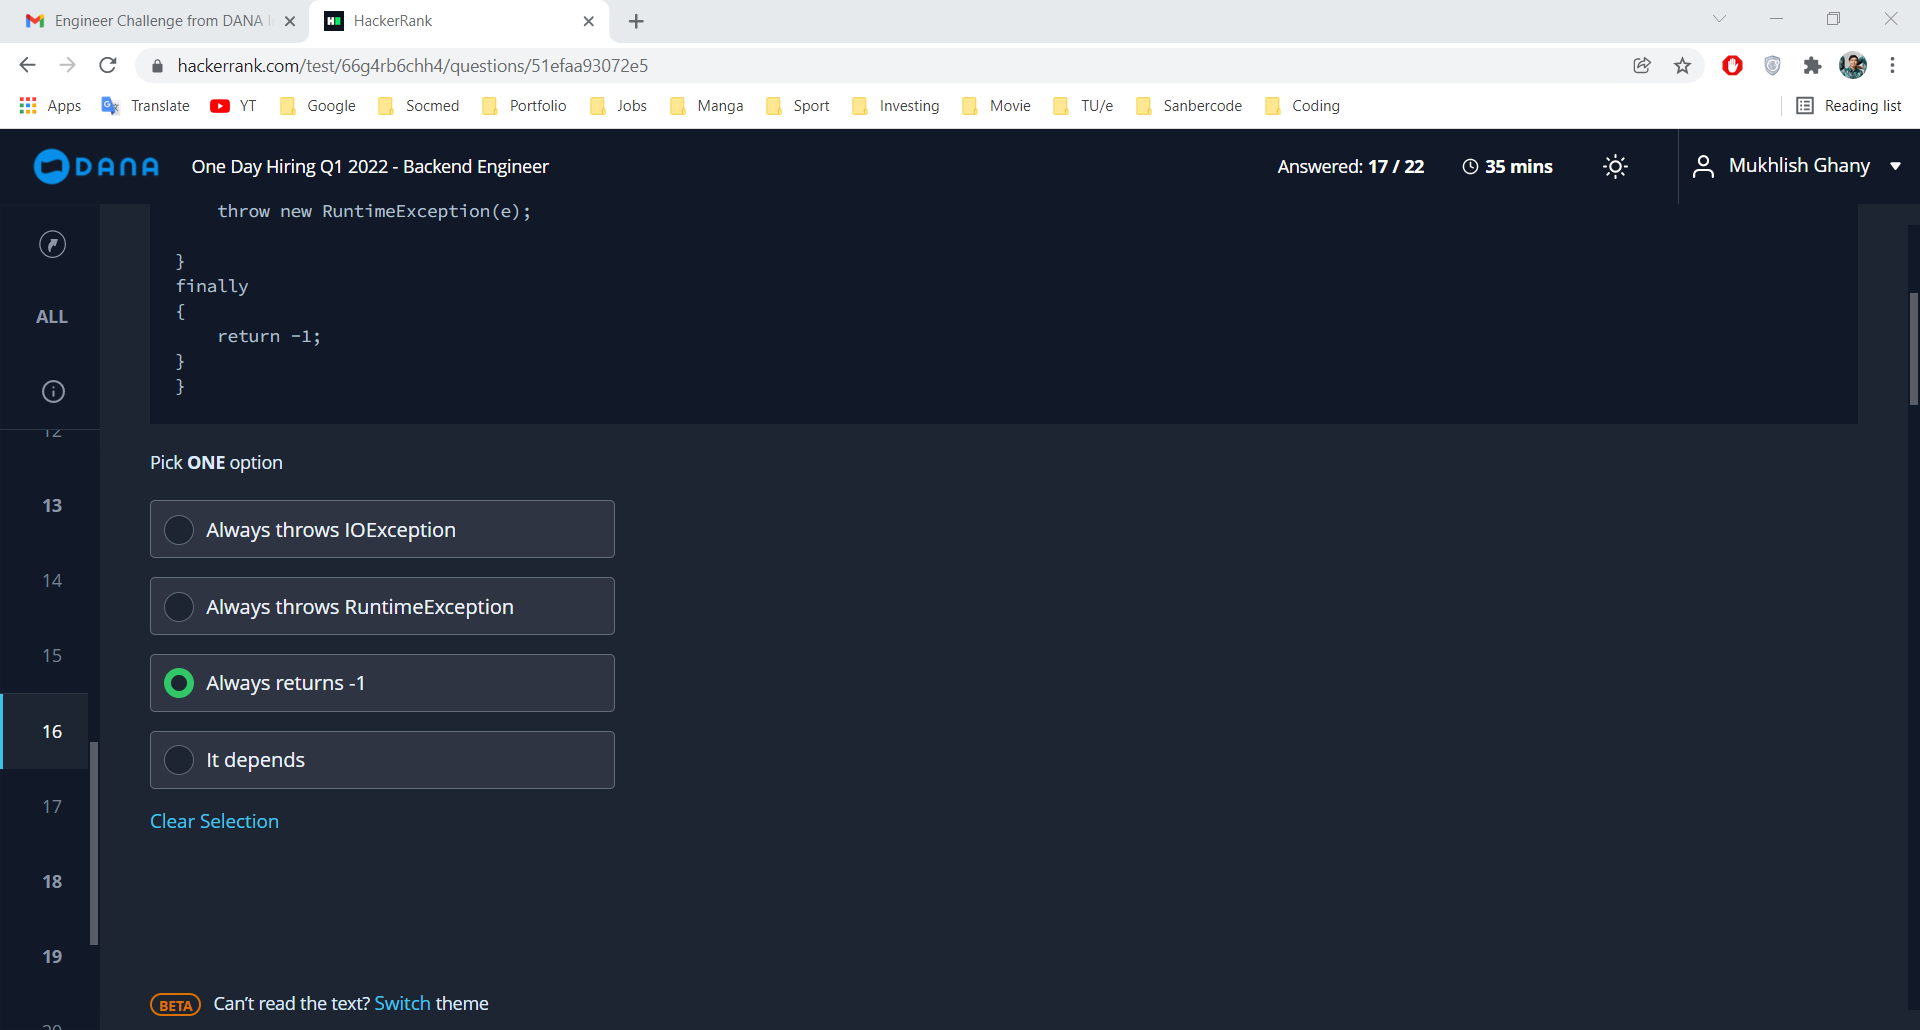 Engineer Challenge from DANA
HackerRank
hackerrank.com/test/66g4rb6chh4/questions/51efaa93072e5
Apps Translate YT Google Socmed Portfolio Jobs Manga Sport Investing Movie TU/e Sanbercode Coding Reading list
DANA One Day Hiring Q1 2022 - Backend Engineer Answered: 17 / 22 35 mins Mukhlish Ghany
throw new RuntimeException(e);
}
finally
{
return -1;
}
}
ALL
12
13
14
15
16
17
18
19
Pick ONE option
Always throws IOException
Always throws RuntimeException
Always returns -1
It depends
Clear Selection
BETA Can't read the text? Switch theme